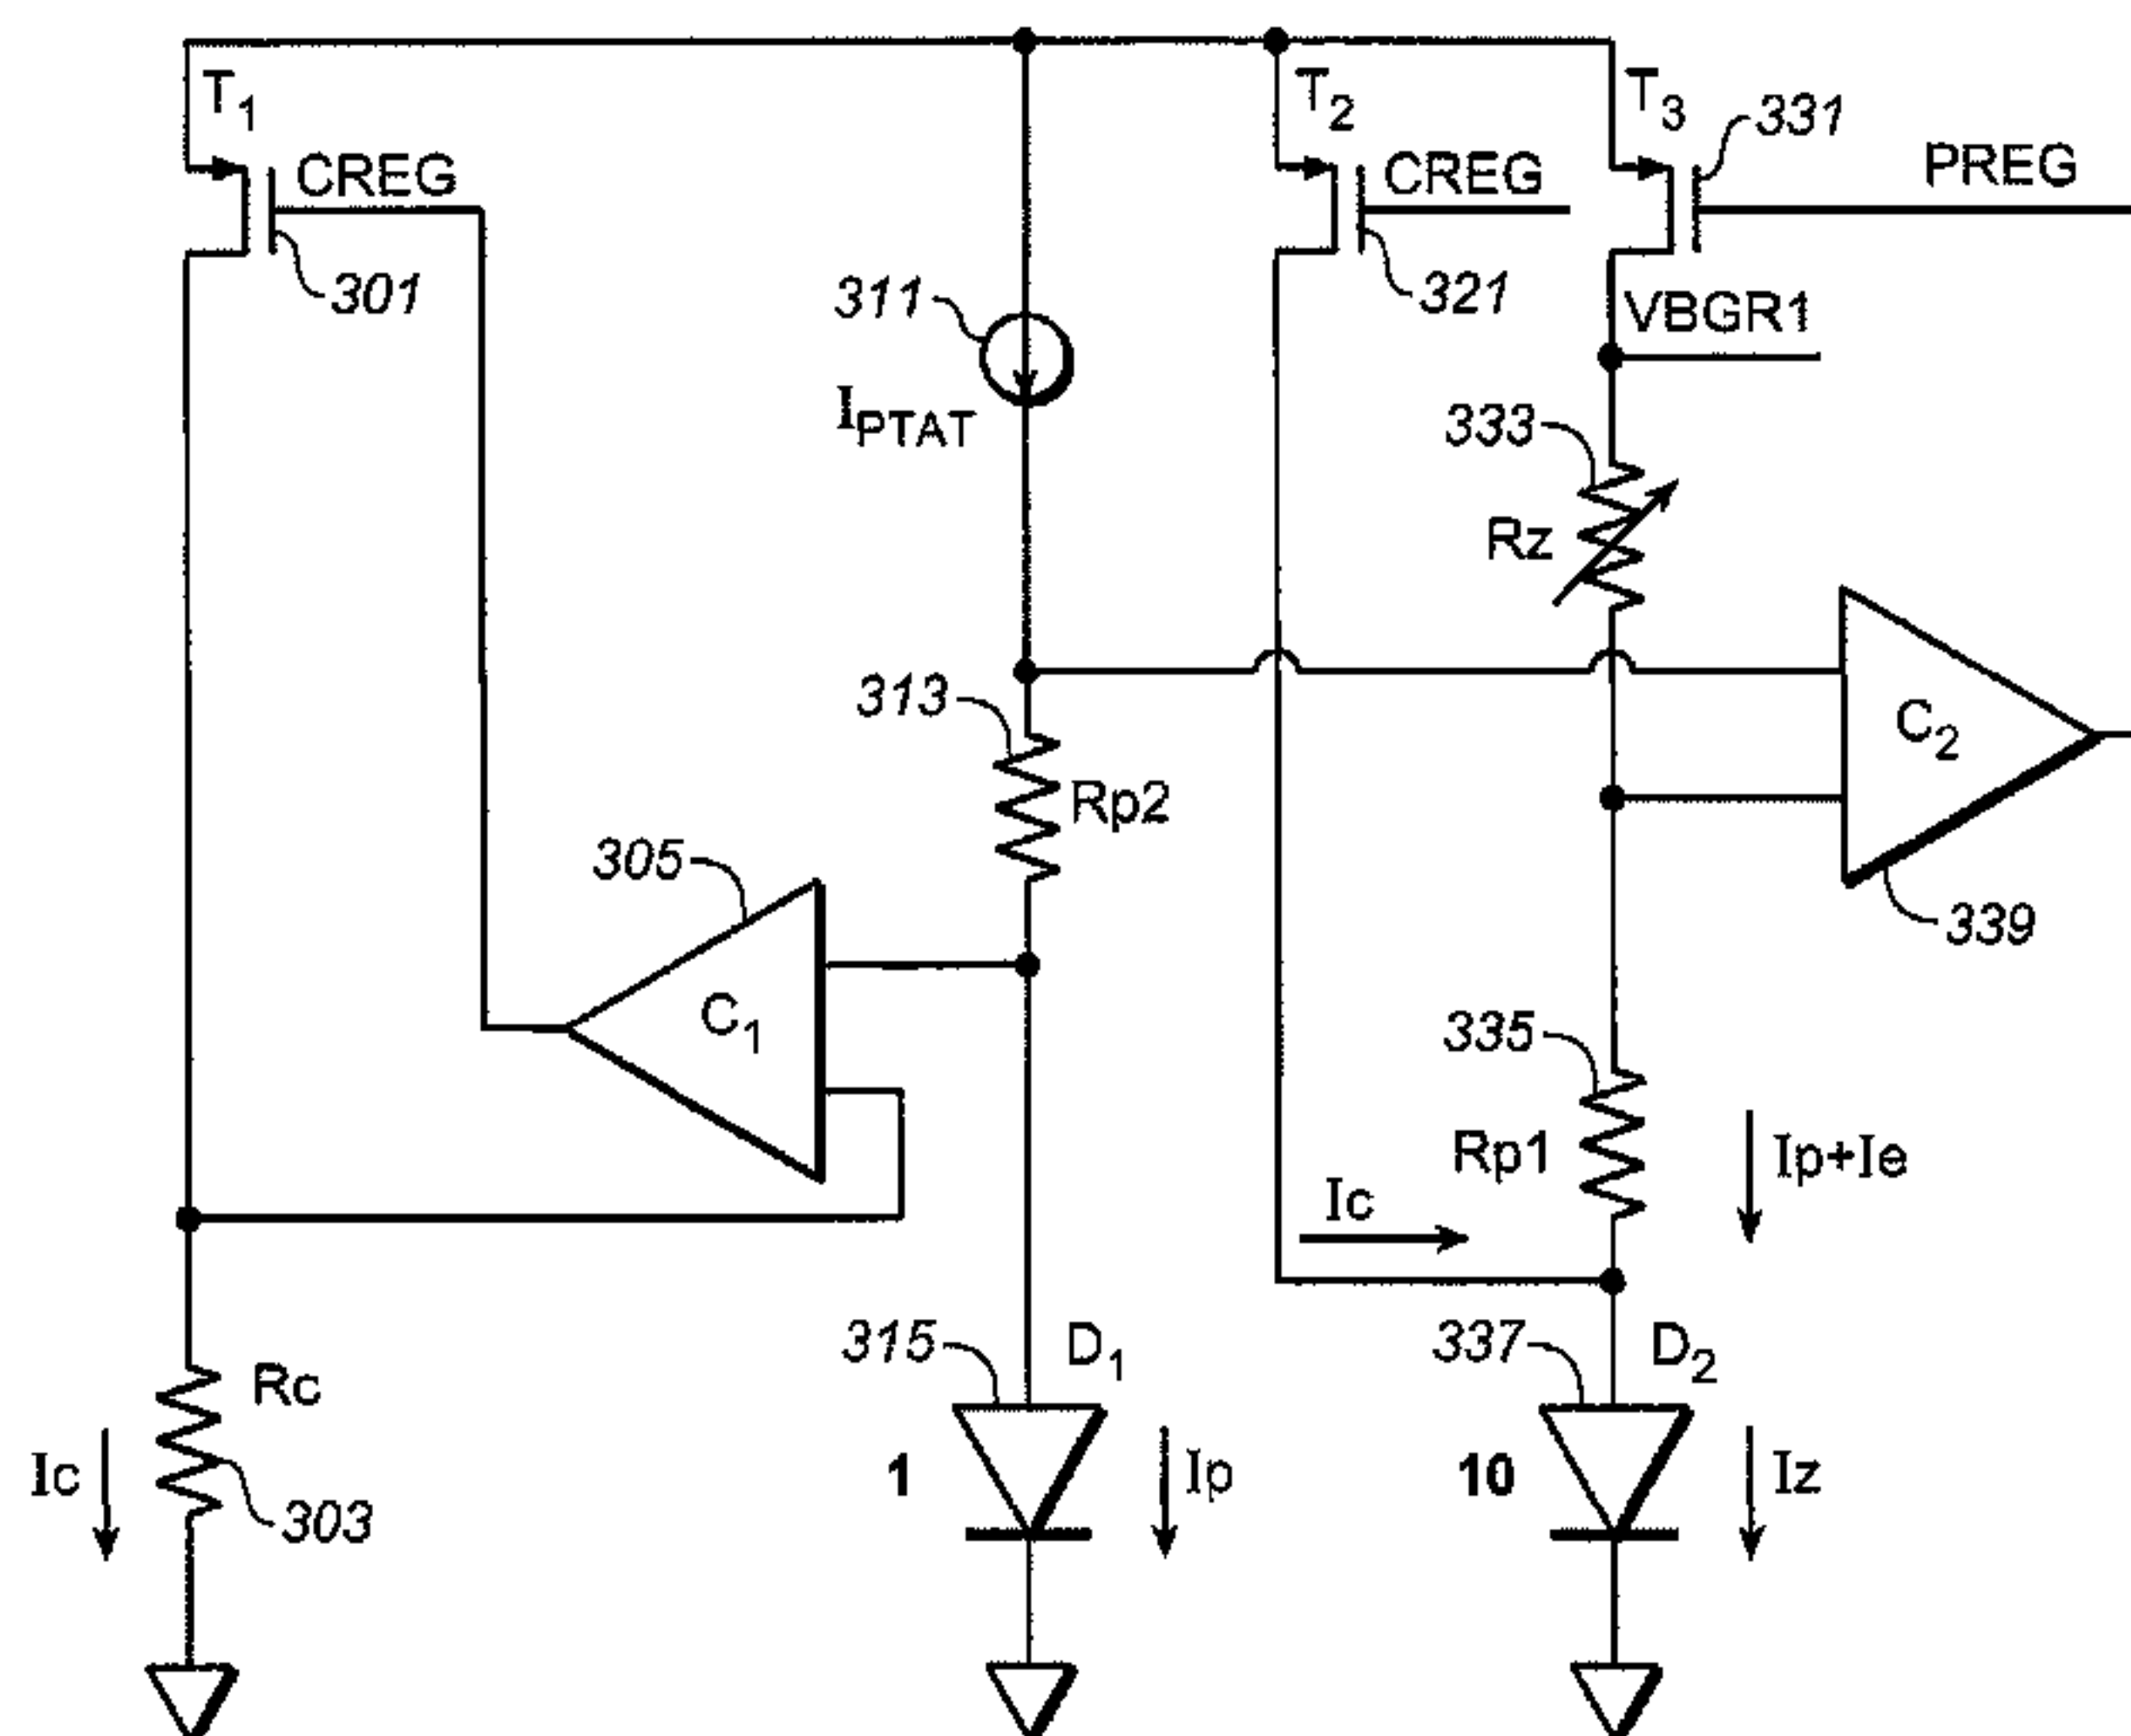 T1
T2
T3
331
CREG
CREG
PREG
301
311
321
VBGR1
IPTAT
333
Rz
313
C2
Rp2
305
339
C1
335
Rp1
Ip+Ie
Ic
315
D1
337
D2
Rc
Ic
1
Ip
10
Iz
303